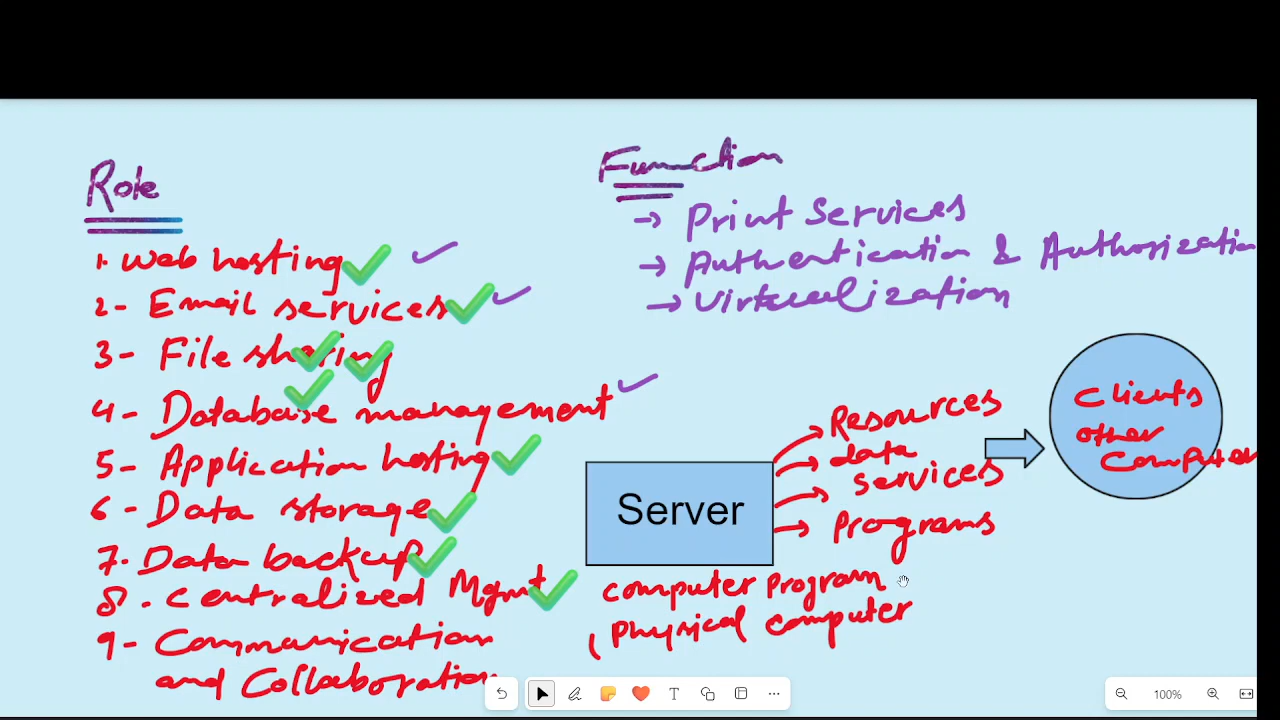 Role
1. Web hosting
2- Email services
3- File sharing
4- Database management
5- Application hosting
6- Data storage
7. Data backup
8. Centralized Mgmt
9- Communication
and Collaboration
Function
→ Print Services
→ Authentication & Authorization
→ Virtualization
Server
→ Resources
→ data
→ services
→ Programs
computer Program
Physical computer
Clients
other
computer
100%